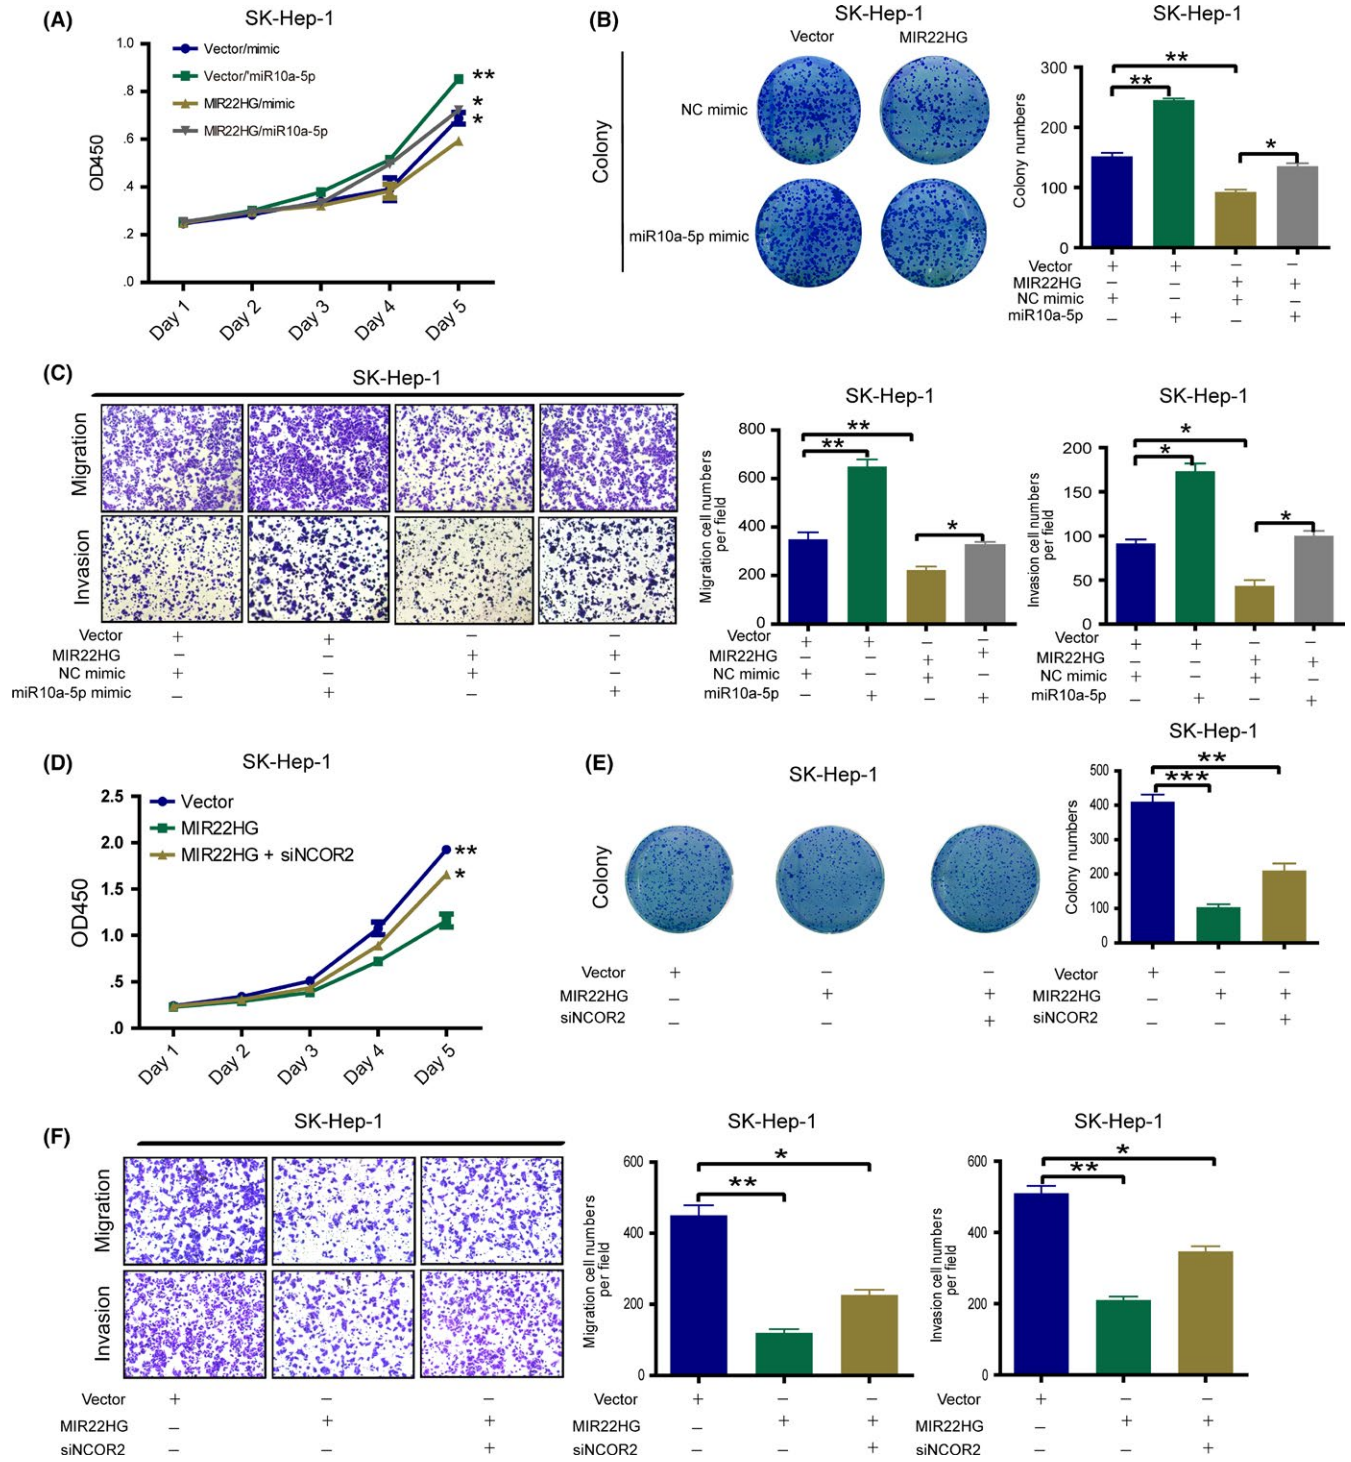 (A)
SK-Hep-1
OD450
1.0
.8
.6
.4
.2
.0
Vector/mimic
Vector/"miR10a-5p
MIR22HG/mimic
MIR22HG/miR10a-5p
**
*
*
Day 1
Day 2
Day 3
Day 4
Day 5
(B)
SK-Hep-1
Vector
MIR22HG
Colony
NC mimic
miR10a-5p mimic
SK-Hep-1
Colony numbers
300
200
100
0
**
**
*
Vector + + − −
MIR22HG − − + +
NC mimic + − + −
miR10a-5p − + − +
(C)
SK-Hep-1
Migration
Invasion
Vector + + − −
MIR22HG − − + +
NC mimic + − + −
miR10a-5p mimic − + − +
SK-Hep-1
Migration cell numbers
per field
800
600
400
200
0
**
**
*
Vector + + − −
MIR22HG − − + +
NC mimic + − + −
miR10a-5p − + − +
SK-Hep-1
Invasion cell numbers
per field
200
150
100
50
0
*
*
*
Vector + + − −
MIR22HG − − + +
NC mimic + − + −
miR10a-5p − + − +
(D)
SK-Hep-1
OD450
2.5
2.0
1.5
1.0
.5
.0
Vector
MIR22HG
MIR22HG + siNCOR2
**
*
Day 1
Day 2
Day 3
Day 4
Day 5
(E)
SK-Hep-1
Colony
Vector + − −
MIR22HG − + +
siNCOR2 − − +
SK-Hep-1
Colony numbers
500
400
300
200
100
0
**
***
Vector + − −
MIR22HG − + +
siNCOR2 − − +
(F)
SK-Hep-1
Migration
Invasion
Vector + − −
MIR22HG − + +
siNCOR2 − − +
SK-Hep-1
Migration cell numbers
per field
600
400
200
0
*
**
Vector + − −
MIR22HG − + +
siNCOR2 − − +
SK-Hep-1
Invasion cell numbers
per field
600
400
200
0
*
**
Vector + − −
MIR22HG − + +
siNCOR2 − − +